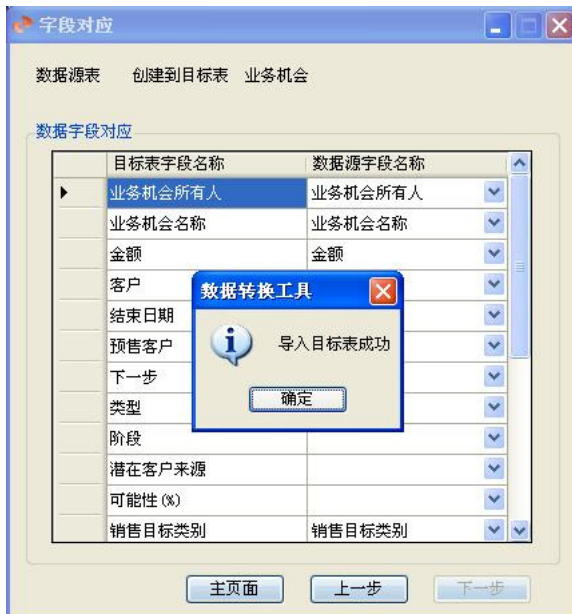 字段对应
数据源表 创建到目标表 业务机会
数据字段对应
目标表字段名称 数据源字段名称
业务机会所有人 业务机会所有人
业务机会名称 业务机会名称
金额 金额
客户
结束日期
预售客户
下一步
类型
阶段
潜在客户来源
可能性(%)
销售目标类别 销售目标类别
数据转换工具
导入目标表成功
确定
主页面 上一步 下一步